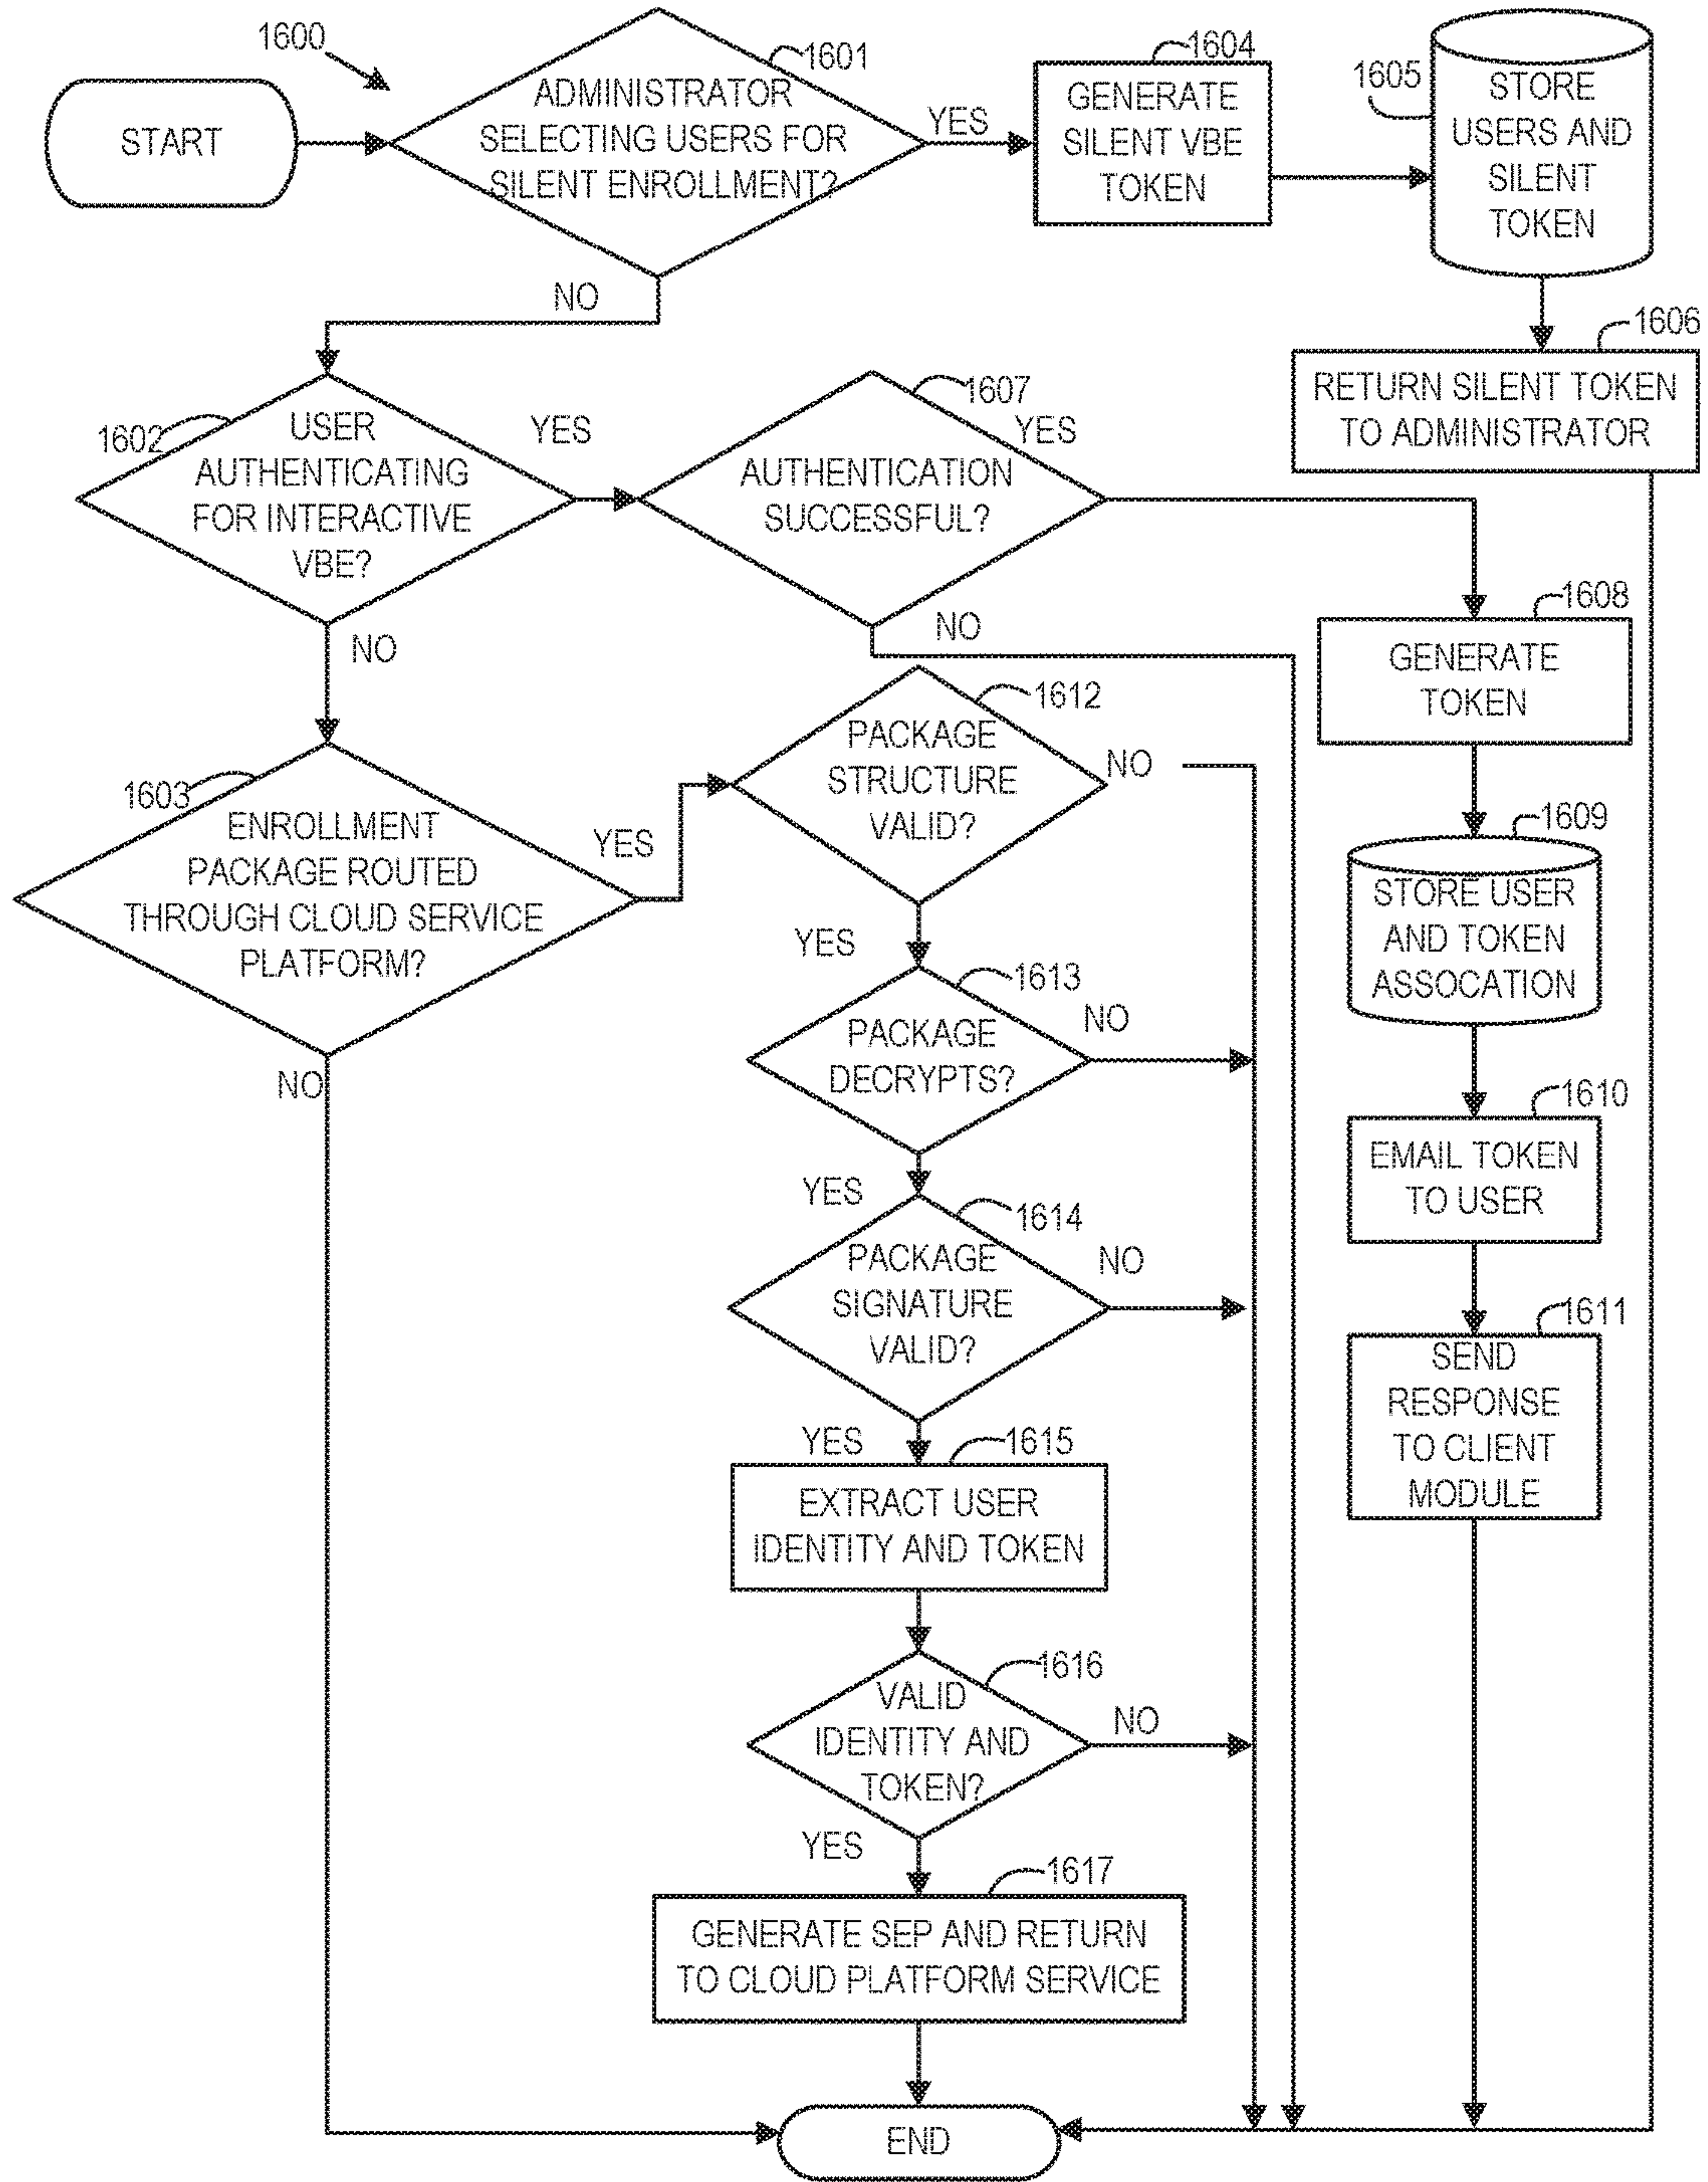 1600
START
1601
ADMINISTRATOR
SELECTING USERS FOR
SILENT ENROLLMENT?
YES
NO
1604
GENERATE
SILENT VBE
TOKEN
1605
STORE
USERS AND
SILENT
TOKEN
1606
RETURN SILENT TOKEN
TO ADMINISTRATOR
1602
USER
AUTHENTICATING
FOR INTERACTIVE
VBE?
YES
NO
1607
AUTHENTICATION
SUCCESSFUL?
YES
NO
1608
GENERATE
TOKEN
1609
STORE USER
AND TOKEN
ASSOCATION
1610
EMAIL TOKEN
TO USER
1611
SEND
RESPONSE
TO CLIENT
MODULE
1603
ENROLLMENT
PACKAGE ROUTED
THROUGH CLOUD SERVICE
PLATFORM?
YES
NO
1612
PACKAGE
STRUCTURE
VALID?
NO
YES
1613
PACKAGE
DECRYPTS?
NO
YES
1614
PACKAGE
SIGNATURE
VALID?
NO
YES
1615
EXTRACT USER
IDENTITY AND TOKEN
1616
VALID
IDENTITY AND
TOKEN?
NO
YES
1617
GENERATE SEP AND RETURN
TO CLOUD PLATFORM SERVICE
END